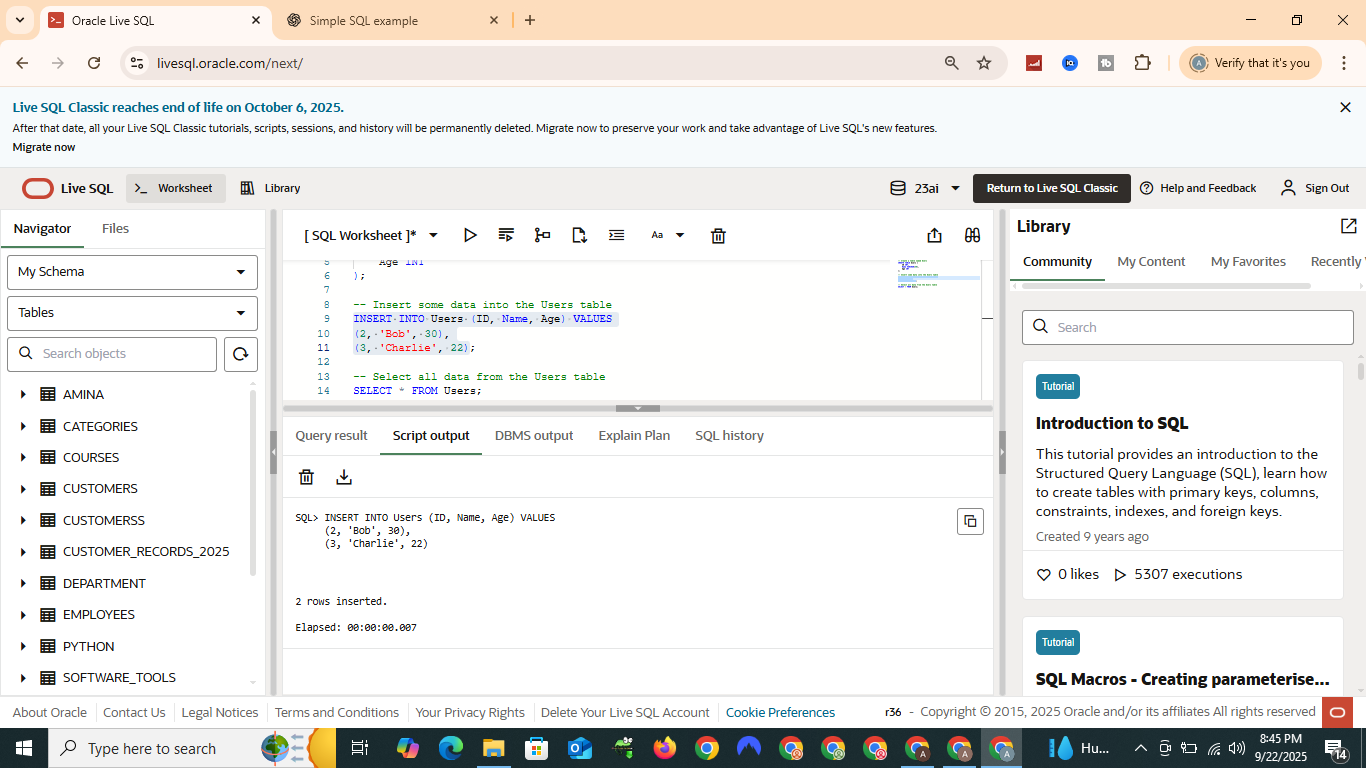 Oracle Live SQL
Simple SQL example
livesql.oracle.com/next/
Verify that it's you
Live SQL Classic reaches end of life on October 6, 2025.
After that date, all your Live SQL Classic tutorials, scripts, sessions, and history will be permanently deleted. Migrate now to preserve your work and take advantage of Live SQL's new features.
Migrate now
Live SQL
Worksheet
Library
23ai
Return to Live SQL Classic
Help and Feedback
Sign Out
Navigator
Files
My Schema
Tables
Search objects
AMINA
CATEGORIES
COURSES
CUSTOMERS
CUSTOMERSS
CUSTOMER_RECORDS_2025
DEPARTMENT
EMPLOYEES
PYTHON
SOFTWARE_TOOLS
[ SQL Worksheet ]*
Aa
5 Age INT
6 );
7
8 -- Insert some data into the Users table
9 INSERT INTO Users (ID, Name, Age) VALUES
10 (2, 'Bob', 30),
11 (3, 'Charlie', 22);
12
13 -- Select all data from the Users table
14 SELECT * FROM Users;
Query result
Script output
DBMS output
Explain Plan
SQL history
SQL> INSERT INTO Users (ID, Name, Age) VALUES
(2, 'Bob', 30),
(3, 'Charlie', 22)
2 rows inserted.
Elapsed: 00:00:00.007
Library
Community
My Content
My Favorites
Recently
Search
Tutorial
Introduction to SQL
This tutorial provides an introduction to the
Structured Query Language (SQL), learn how
to create tables with primary keys, columns,
constraints, indexes, and foreign keys.
Created 9 years ago
0 likes
5307 executions
Tutorial
SQL Macros - Creating parameterise...
About Oracle
Contact Us
Legal Notices
Terms and Conditions
Your Privacy Rights
Delete Your Live SQL Account
Cookie Preferences
r36 - Copyright © 2015, 2025 Oracle and/or its affiliates All rights reserved
Type here to search
Hu...
8:45 PM
9/22/2025
14